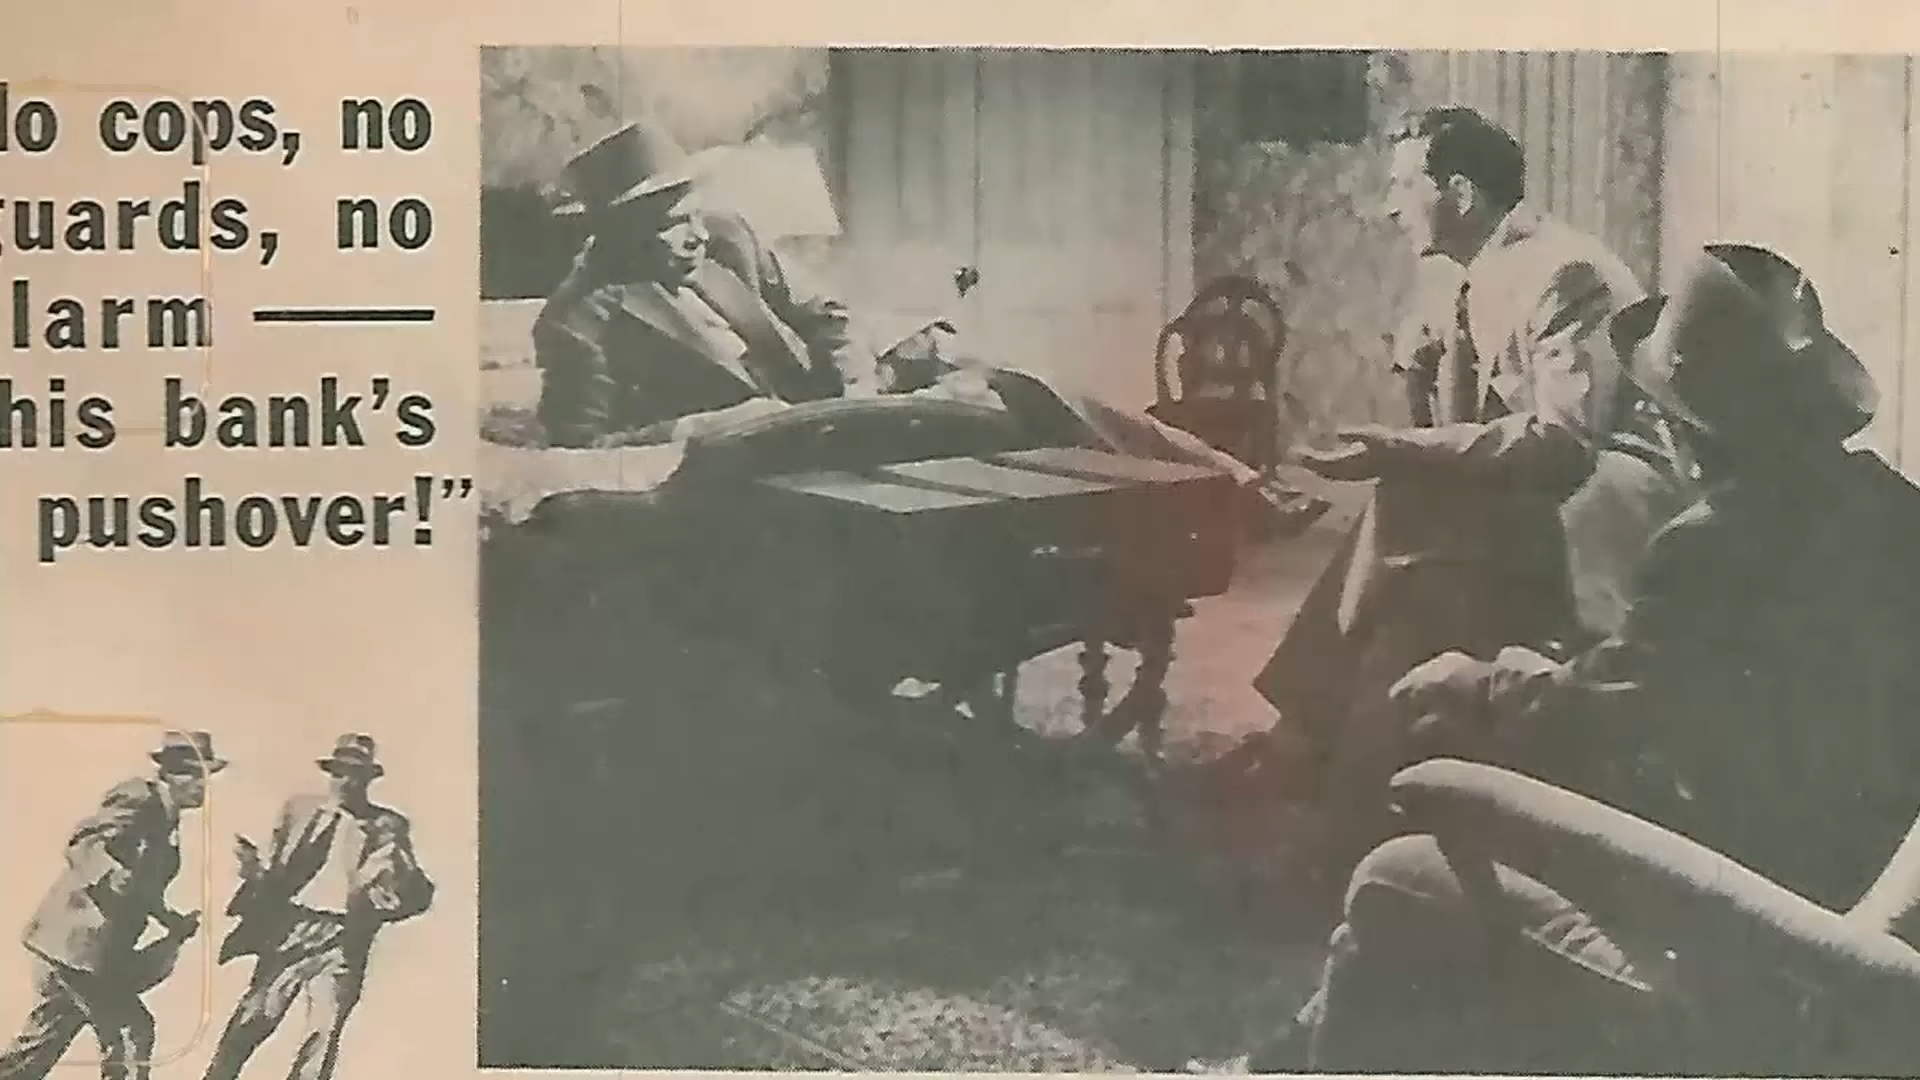 lo cops, no
guards, no
larm —
his bank's
pushover!”